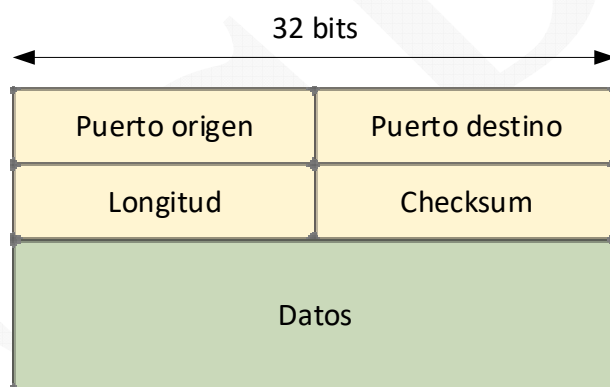 32 bits
Puerto origen Puerto destino
Longitud Checksum
Datos